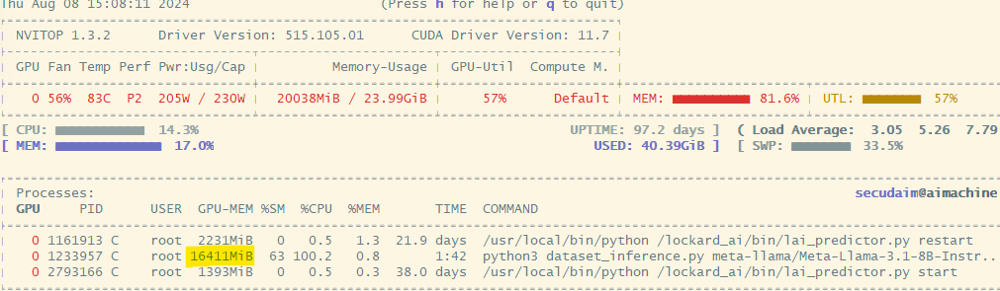 Thu Aug 08 15:08:11 2024 (Press h for help or q to quit)
NVITOP 1.3.2 Driver Version: 515.105.01 CUDA Driver Version: 11.7
GPU Fan Temp Perf Pwr:Usg/Cap | Memory-Usage | GPU-Util Compute M.
0 56% 83C P2 205W / 230W | 20038MiB / 23.99GiB | 57% Default | MEM: 81.6% | UTL: 57%
[ CPU: 14.3% UPTIME: 97.2 days ] ( Load Average: 3.05 5.26 7.79
[ MEM: 17.0% USED: 40.39GiB ] [ SWP: 33.5%
Processes: secudaim@aimachine
GPU PID USER GPU-MEM %SM %CPU %MEM TIME COMMAND
0 1161913 C root 2231MiB 0 0.5 1.3 21.9 days /usr/local/bin/python /lockard_ai/bin/lai_predictor.py restart
0 1233957 C root 16411MiB 63 100.2 0.8 1:42 python3 dataset_inference.py meta-llama/Meta-Llama-3.1-8B-Instr..
0 2793166 C root 1393MiB 0 0.5 0.3 38.0 days /usr/local/bin/python /lockard_ai/bin/lai_predictor.py start